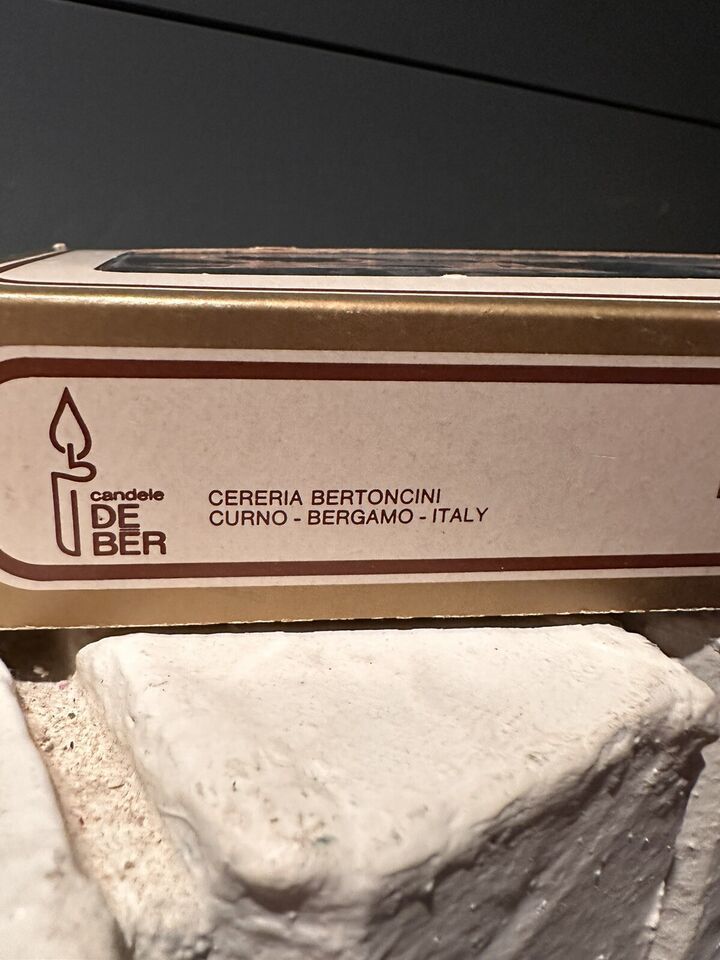 candele
DE
BER
CERERIA BERTONCINI
CURNO - BERGAMO - ITALY